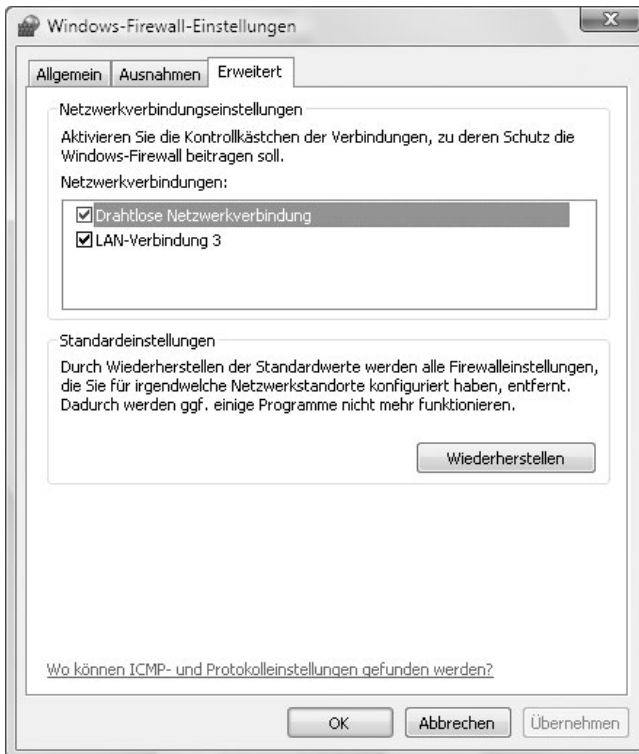 Windows-Firewall-Einstellungen
Allgemein Ausnahmen Erweitert
Netzwerkverbindungseinstellungen
Aktivieren Sie die Kontrollkästchen der Verbindungen, zu deren Schutz die
Windows-Firewall beitragen soll.
Netzwerkverbindungen:
Drahtlose Netzwerkverbindung
LAN-Verbindung 3
Standardeinstellungen
Durch Wiederherstellen der Standardwerte werden alle Firewalleinstellungen,
die Sie für irgendwelche Netzwerkstandorte konfiguriert haben, entfernt.
Dadurch werden ggf. einige Programme nicht mehr funktionieren.
Wiederherstellen
Wo können ICMP- und Protokolleinstellungen gefunden werden?
OK Abbrechen Übernehmen